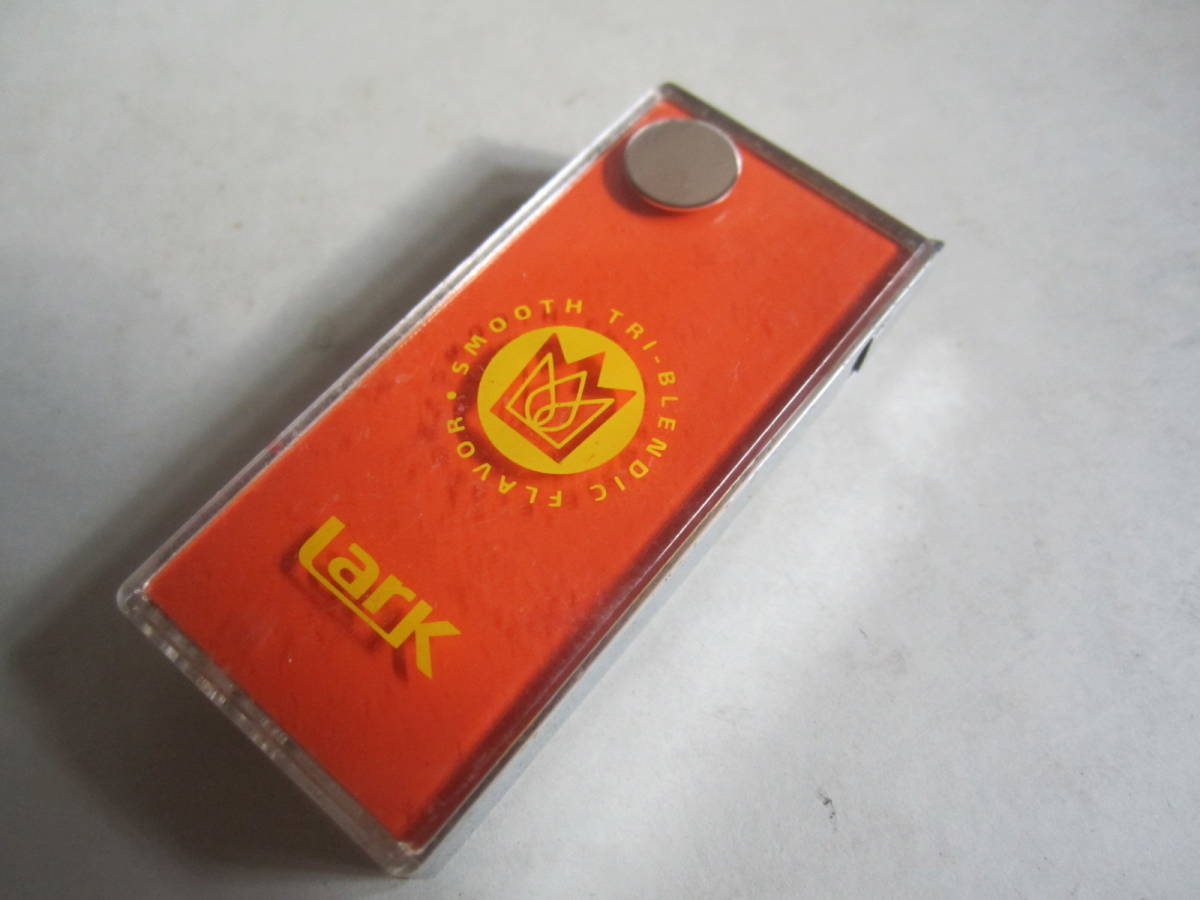 • SMOOTH TRI-BLENDIC FLAVOR
Lark